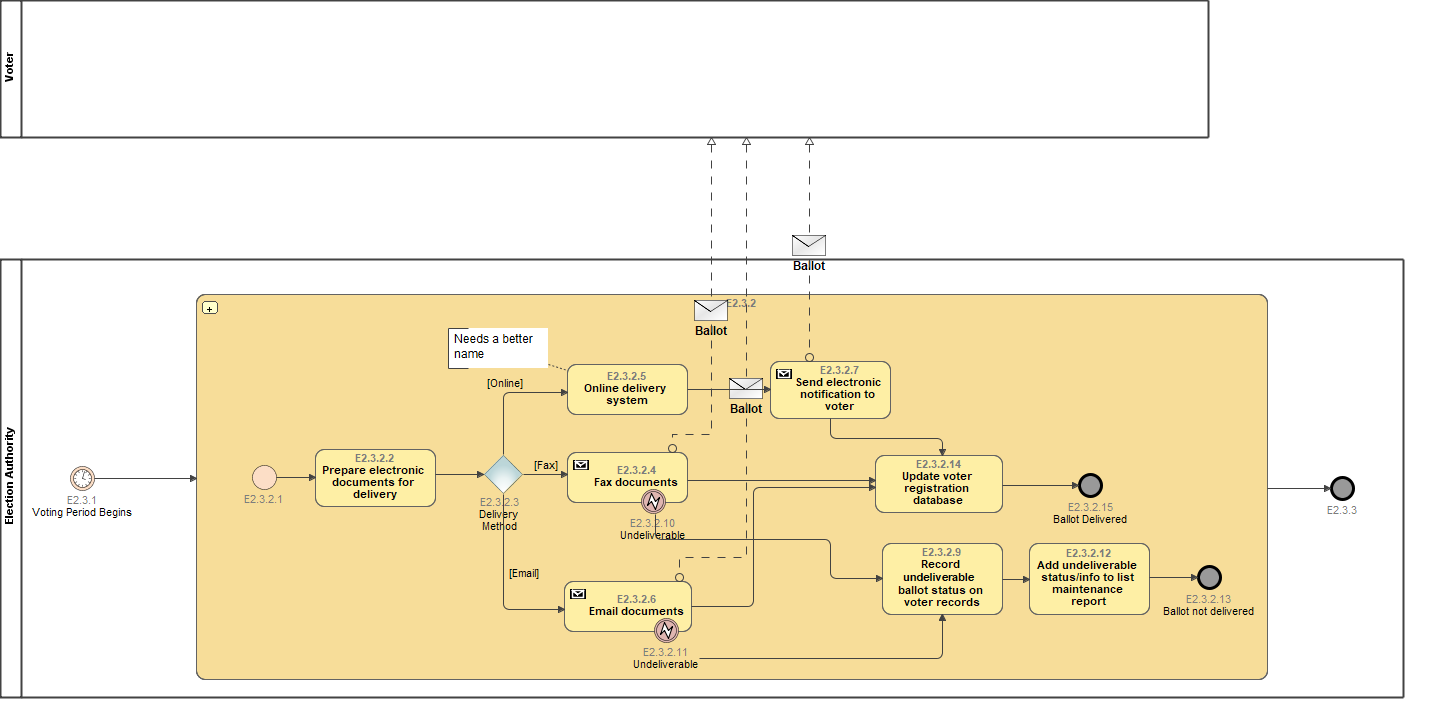 Voter
Ballot
Election Authority
E2.3.2
Ballot
Needs a better
name
[Online]
E2.3.2.5
Online delivery
system
Ballot
E2.3.2.7
Send electronic
notification to
voter
E2.3.1
Voting Period Begins
E2.3.2.1
E2.3.2.2
Prepare electronic
documents for
delivery
E2.3.2.3
Delivery
Method
[Fax]
E2.3.2.4
Fax documents
E2.3.2.10
Undeliverable
E2.3.2.14
Update voter
registration
database
E2.3.2.15
Ballot Delivered
E2.3.3
[Email]
E2.3.2.6
Email documents
E2.3.2.11
Undeliverable
E2.3.2.9
Record
undeliverable
ballot status on
voter records
E2.3.2.12
Add undeliverable
status/info to list
maintenance
report
E2.3.2.13
Ballot not delivered